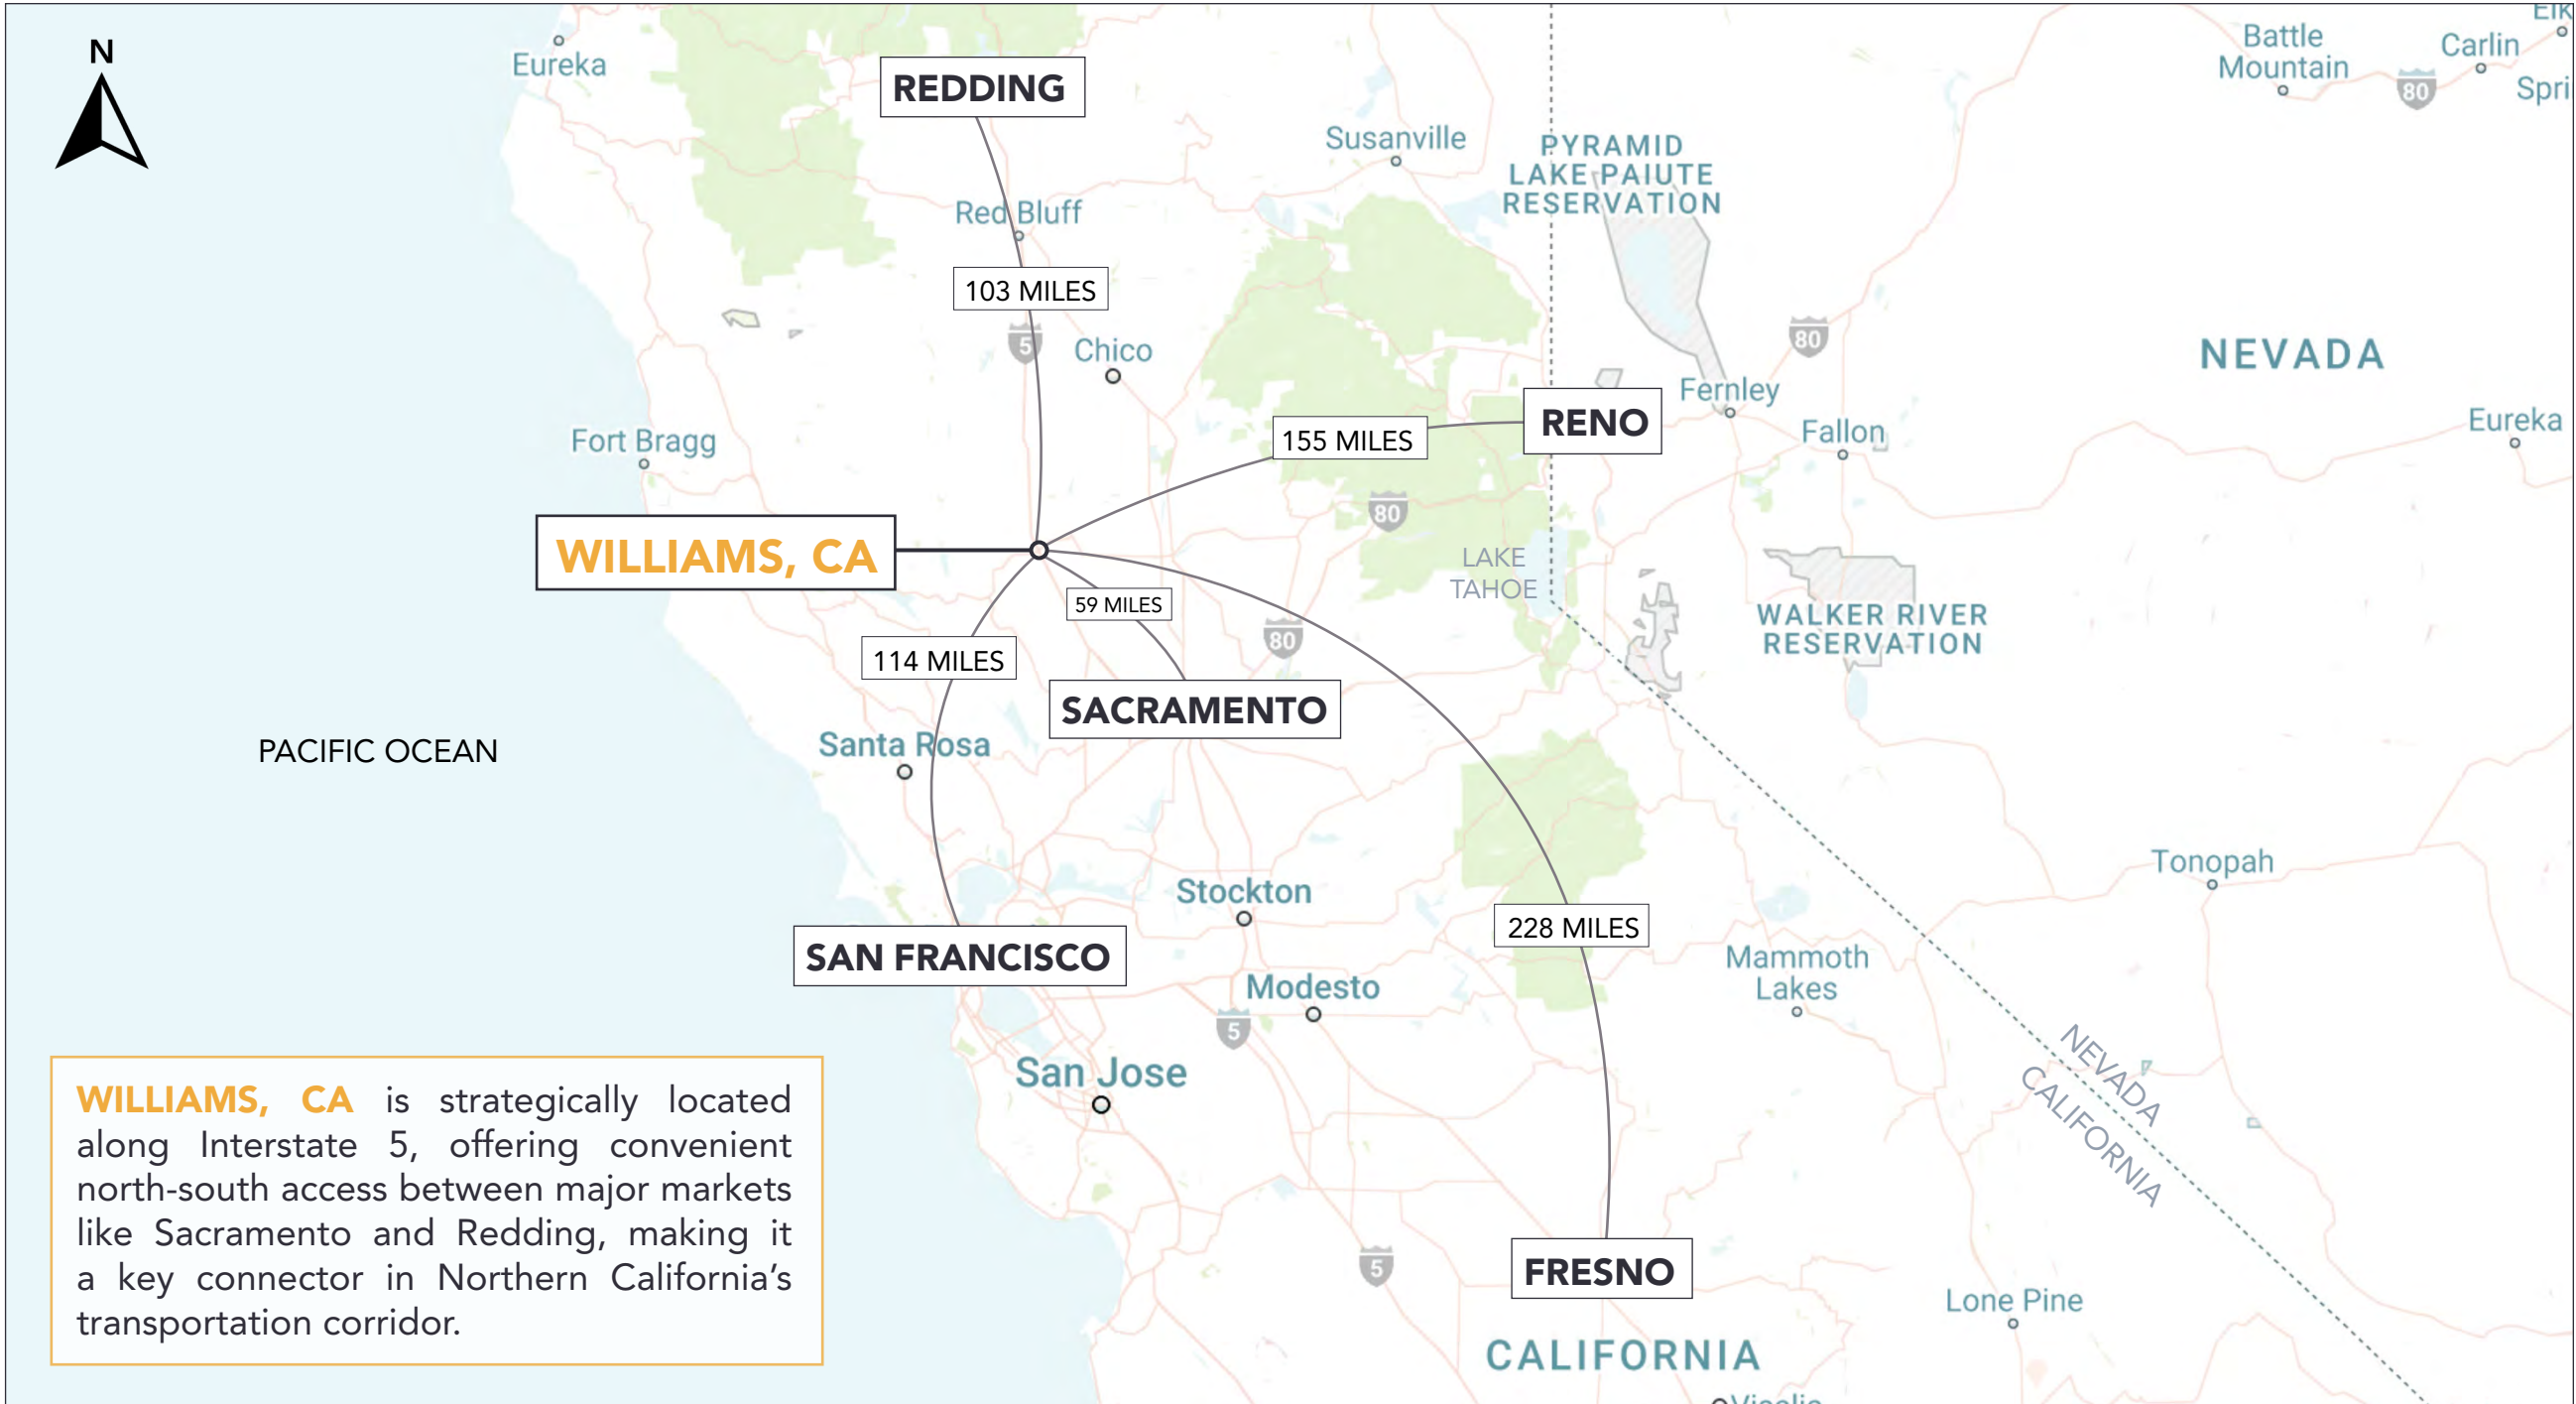 N
Eureka
REDDING
Battle
Mountain
Carlin
80
Susanville
PYRAMID
LAKE PAIUTE
RESERVATION
Red Bluff
103 MILES
5
Chico
80
NEVADA
RENO
Fernley
155 MILES
Fallon
Eureka
Fort Bragg
80
WILLIAMS, CA
LAKE
TAHOE
59 MILES
80
WALKER RIVER
RESERVATION
114 MILES
SACRAMENTO
Santa Rosa
PACIFIC OCEAN
Tonopah
Stockton
228 MILES
SAN FRANCISCO
Mammoth
Lakes
Modesto
5
San Jose
NEVADA
CALIFORNIA
WILLIAMS, CA is strategically located
along Interstate 5, offering convenient
north-south access between major markets
like Sacramento and Redding, making it
a key connector in Northern California's
transportation corridor.
5
FRESNO
Lone Pine
CALIFORNIA